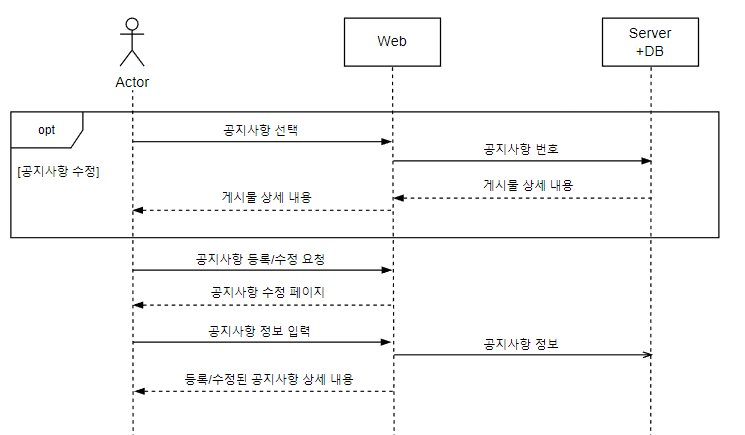 Actor
Web
Server
+DB
opt
[공지사항 수정]
공지사항 선택
공지사항 번호
게시물 상세 내용
게시물 상세 내용
공지사항 등록/수정 요청
공지사항 수정 페이지
공지사항 정보 입력
공지사항 정보
등록/수정된 공지사항 상세 내용